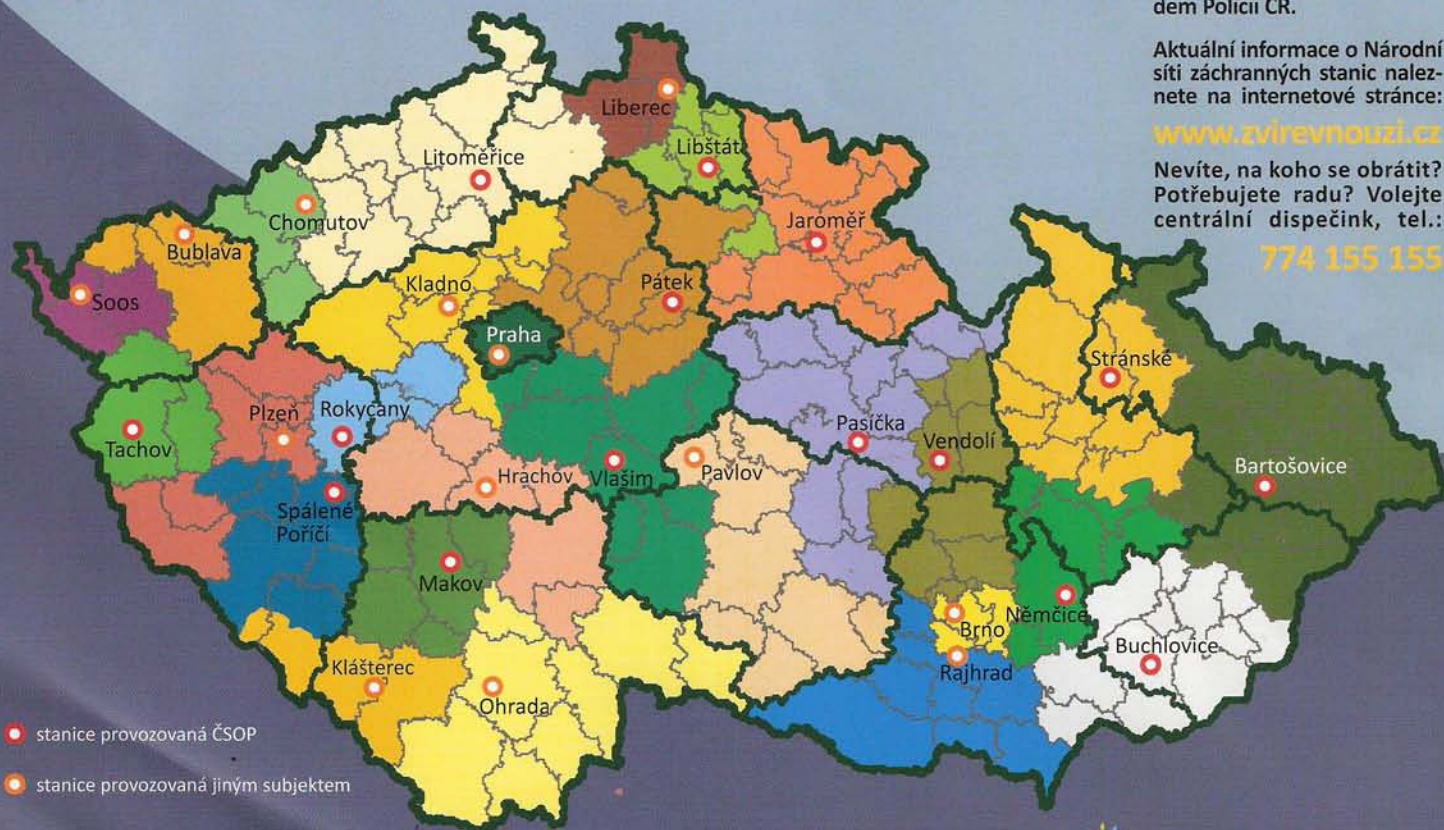 dem Policií ČR.
Aktuální informace o Národní
síti záchranných stanic nalez-
nete na internetové stránce:
www.zvirevnouzi.cz
Nevíte, na koho se obrátit?
Potřebujete radu? Volejte
centrální dispečink, tel.:
774 155 155
Liberec
Libštát
Litoměřice
Chomutov
Jaroměř
Bublava
Soos
Kladno
Pátek
Praha
Stránské
Plzeň
Rokycany
Tachov
Pasíčka
Vendolí
Hrachov
Vlašim
Pavlov
Bartošovice
Spálené
Poříčí
Makov
Němčice
Brno
Buchlovice
Klášterec
Rajhrad
Ohrada
stanice provozovaná ČSOP
stanice provozovaná jiným subjektem